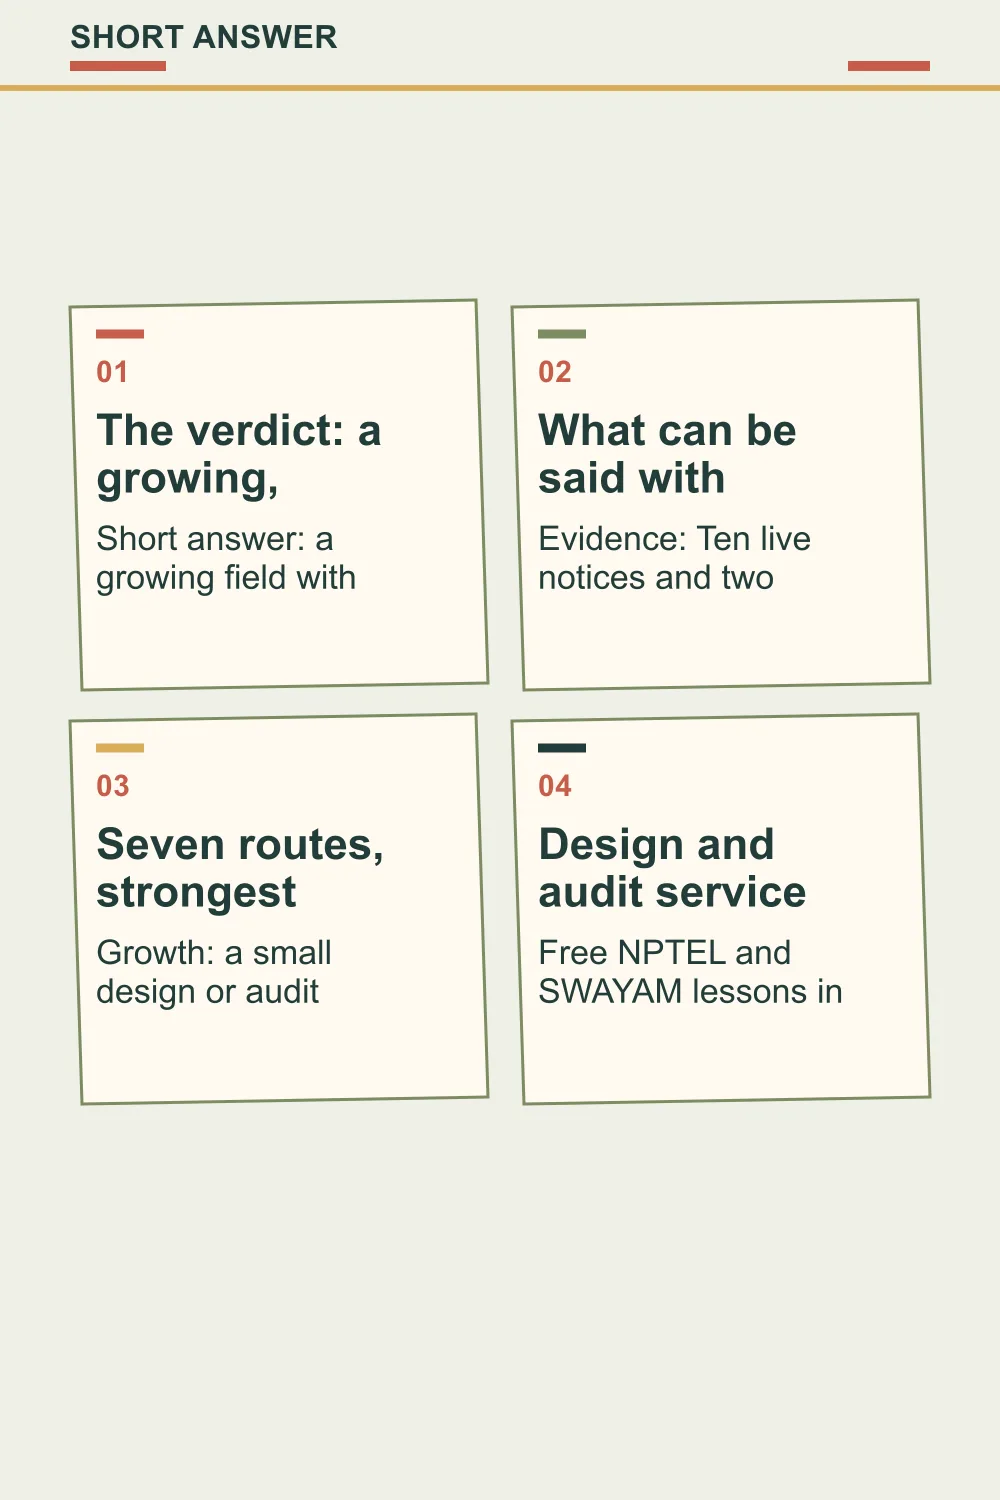 SHORT ANSWER
01
The verdict: a
growing,
Short answer: a
growing field with
02
What can be
said with
Evidence: Ten live
notices and two
03
Seven routes,
strongest
Growth: a small
design or audit
04
Design and
audit service
Free NPTEL and
SWAYAM lessons in